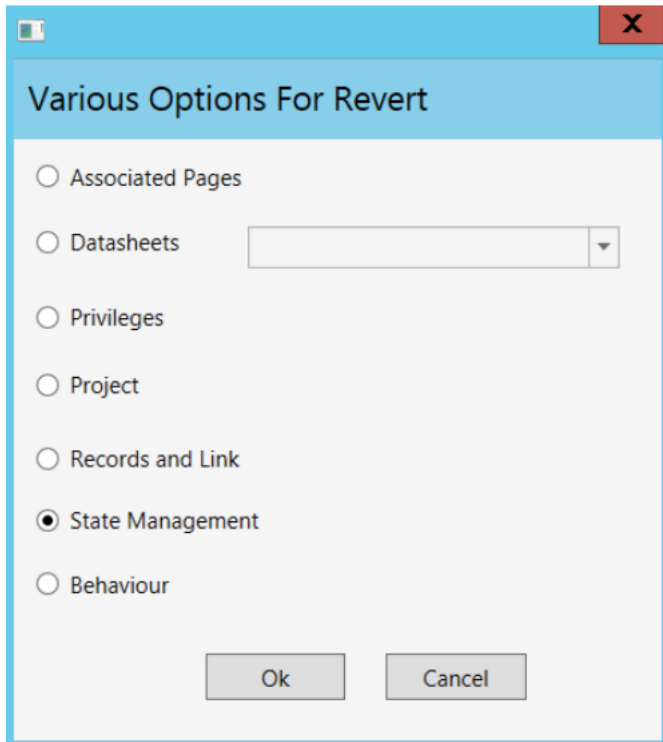 X
Various Options For Revert
Associated Pages
Datasheets
Privileges
Project
Records and Link
State Management
Behaviour
Ok Cancel